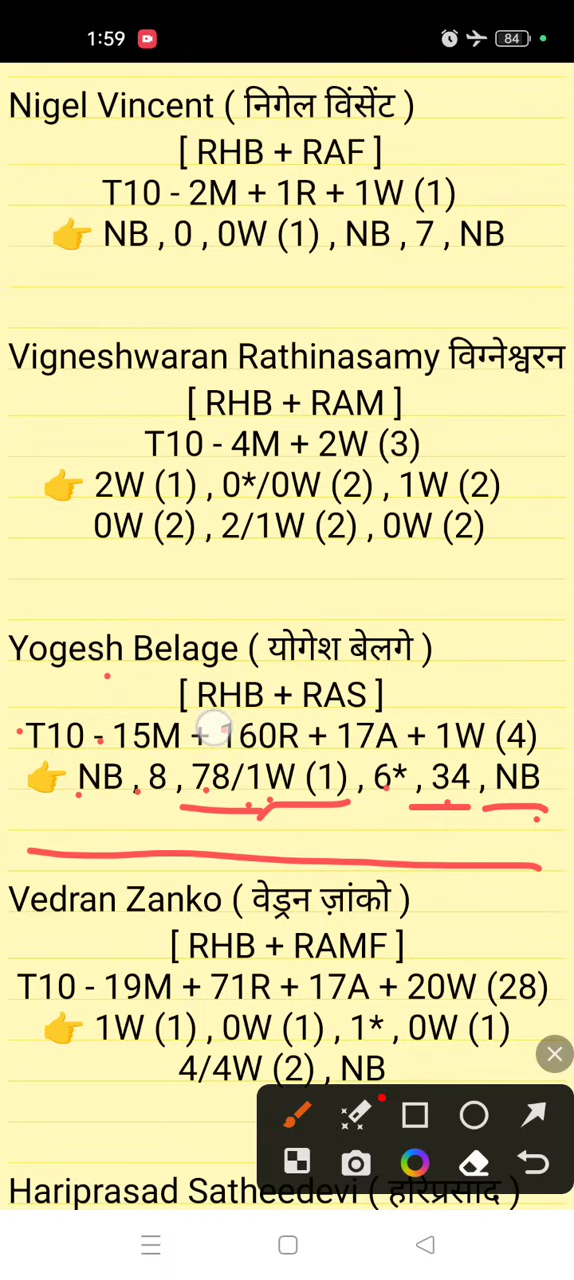 1:59
84
Nigel Vincent ( निगेल विंसेंट )
[ RHB + RAF ]
T10 - 2M + 1R + 1W (1)
👉 NB , 0 , 0W (1) , NB , 7 , NB
Vigneshwaran Rathinasamy विग्नेश्वरन
[ RHB + RAM ]
T10 - 4M + 2W (3)
👉 2W (1) , 0*/0W (2) , 1W (2)
0W (2) , 2/1W (2) , 0W (2)
Yogesh Belage ( योगेश बेलगे )
[ RHB + RAS ]
T10 - 15M + 160R + 17A + 1W (4)
👉 NB , 8 , 78/1W (1) , 6* , 34 , NB
Vedran Zanko ( वेड्रन ज़ांको )
[ RHB + RAMF ]
T10 - 19M + 71R + 17A + 20W (28)
👉 1W (1) , 0W (1) , 1* , 0W (1)
4/4W (2) , NB
Hariprasad Satheedevi ( हरिप्रसाद )